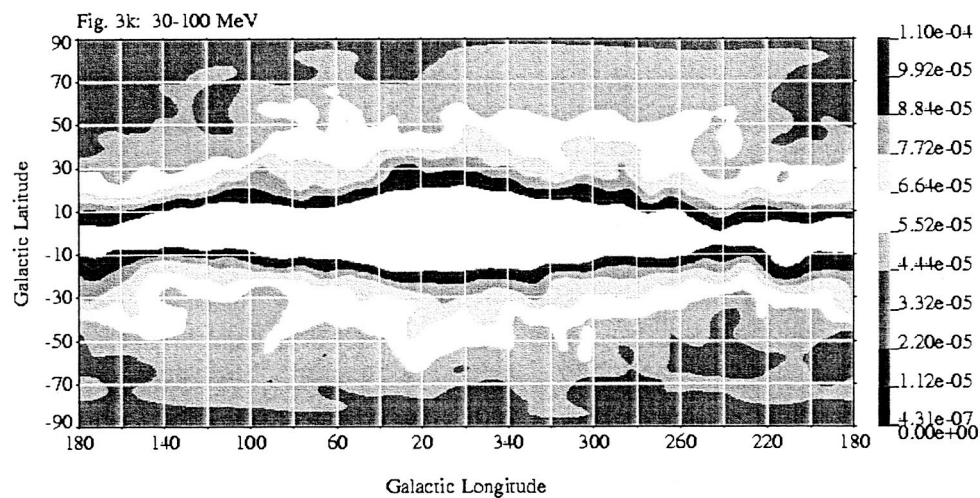 Fig. 3k: 30-100 MeV
90
70
50
30
10
-10
-30
-50
-70
-90
Galactic Latitude
180
140
100
60
20
340
300
260
220
180
Galactic Longitude
1.10e-04
9.92e-05
8.84e-05
7.72e-05
6.64e-05
5.52e-05
4.44e-05
3.32e-05
2.20e-05
1.12e-05
4.31e-07
0.00e+00